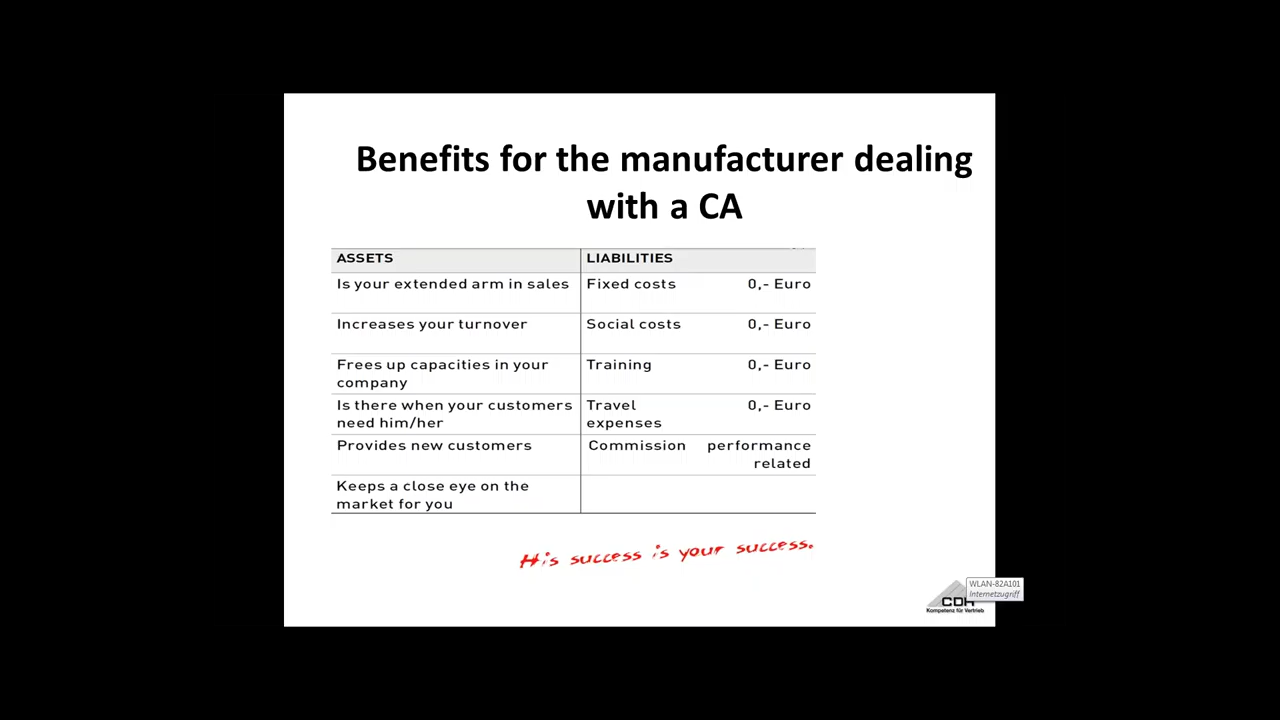 Benefits for the manufacturer dealing
with a CA
ASSETS LIABILITIES
Is your extended arm in sales Fixed costs 0,- Euro
Increases your turnover Social costs 0,- Euro
Frees up capacities in your Training 0,- Euro
company
Is there when your customers Travel 0,- Euro
need him/her expenses
Provides new customers Commission performance
related
Keeps a close eye on the
market for you
His success is your success.
WLAN-82A101
Internetzugriff
CDH
Kompetenz für Vertrieb